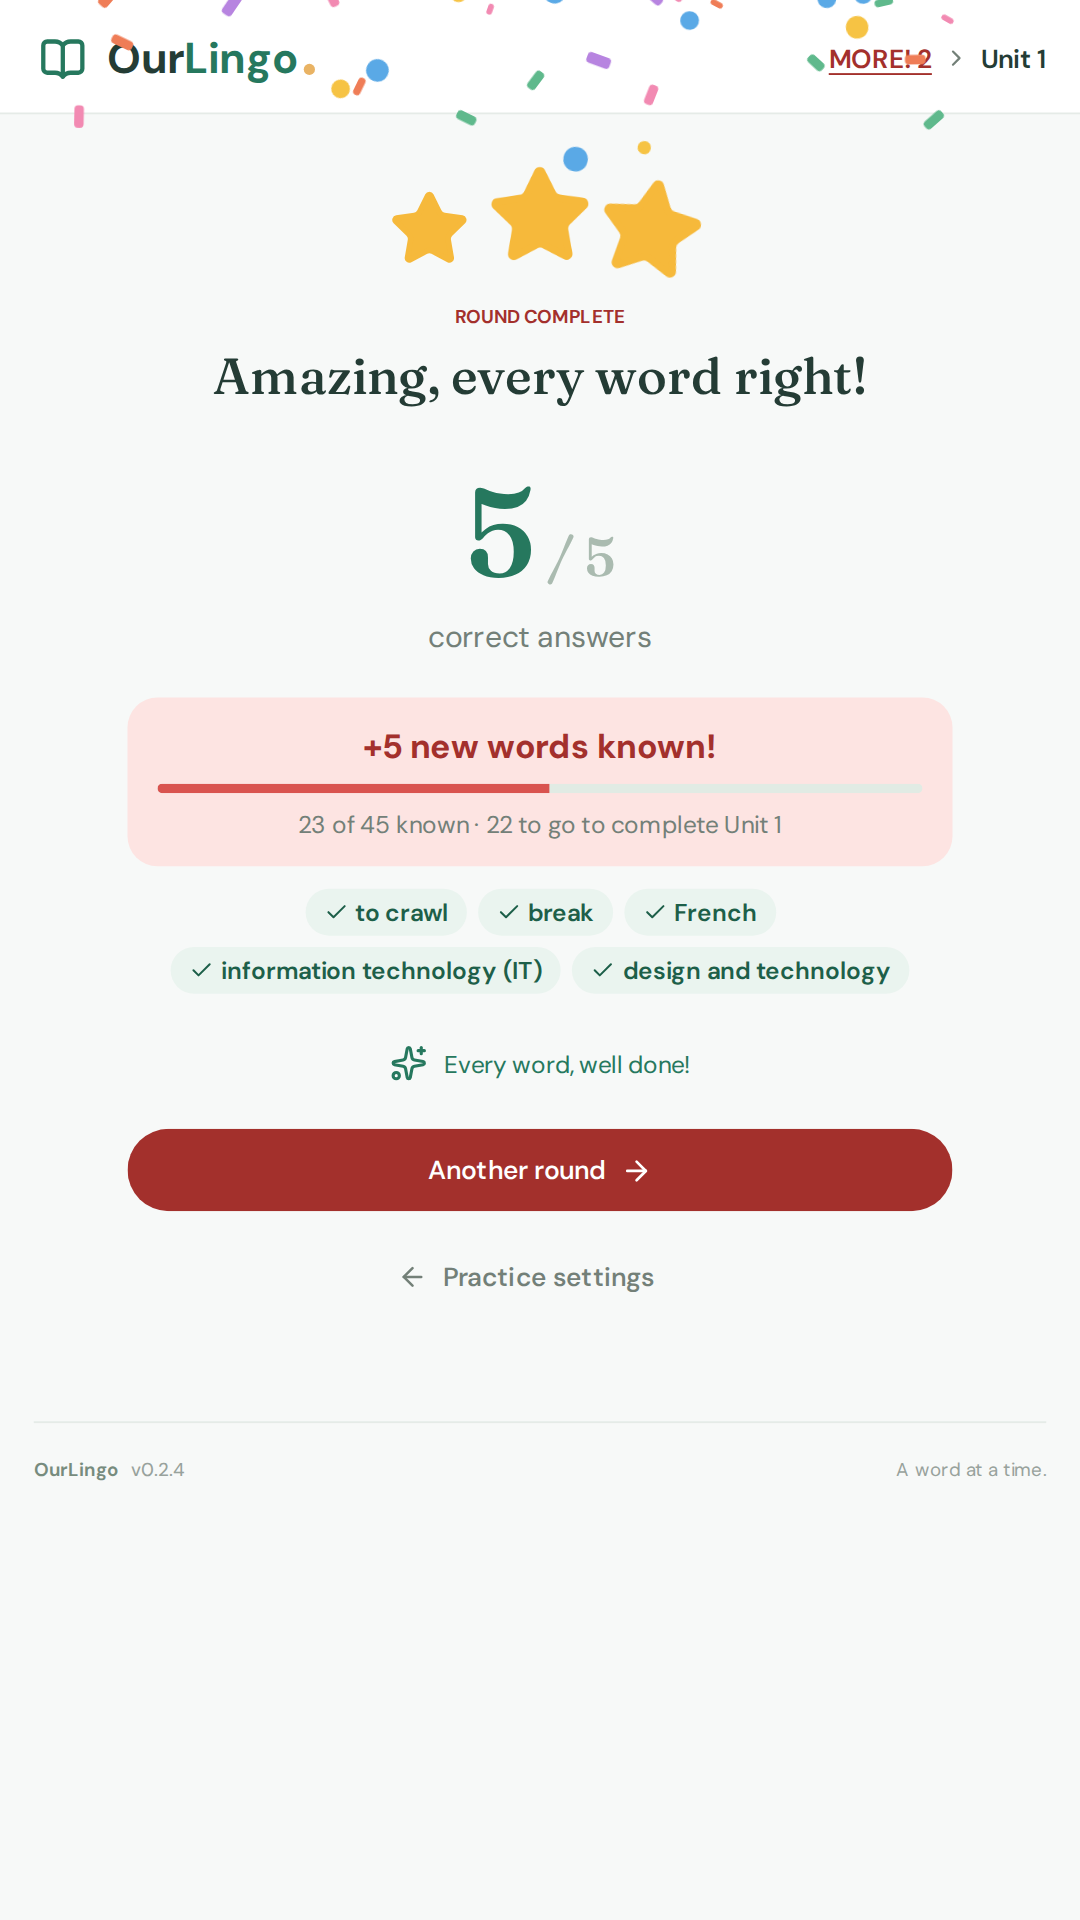 OurLingo
MORE! 2 > Unit 1
ROUND COMPLETE
Amazing, every word right!
5 / 5
correct answers
+5 new words known!
23 of 45 known · 22 to go to complete Unit 1
✓ to crawl ✓ break ✓ French
✓ information technology (IT) ✓ design and technology
Every word, well done!
Another round →
← Practice settings
OurLingo v0.2.4
A word at a time.